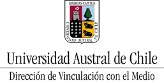 Universidad Austral de Chile
Dirección de Vinculación con el Medio